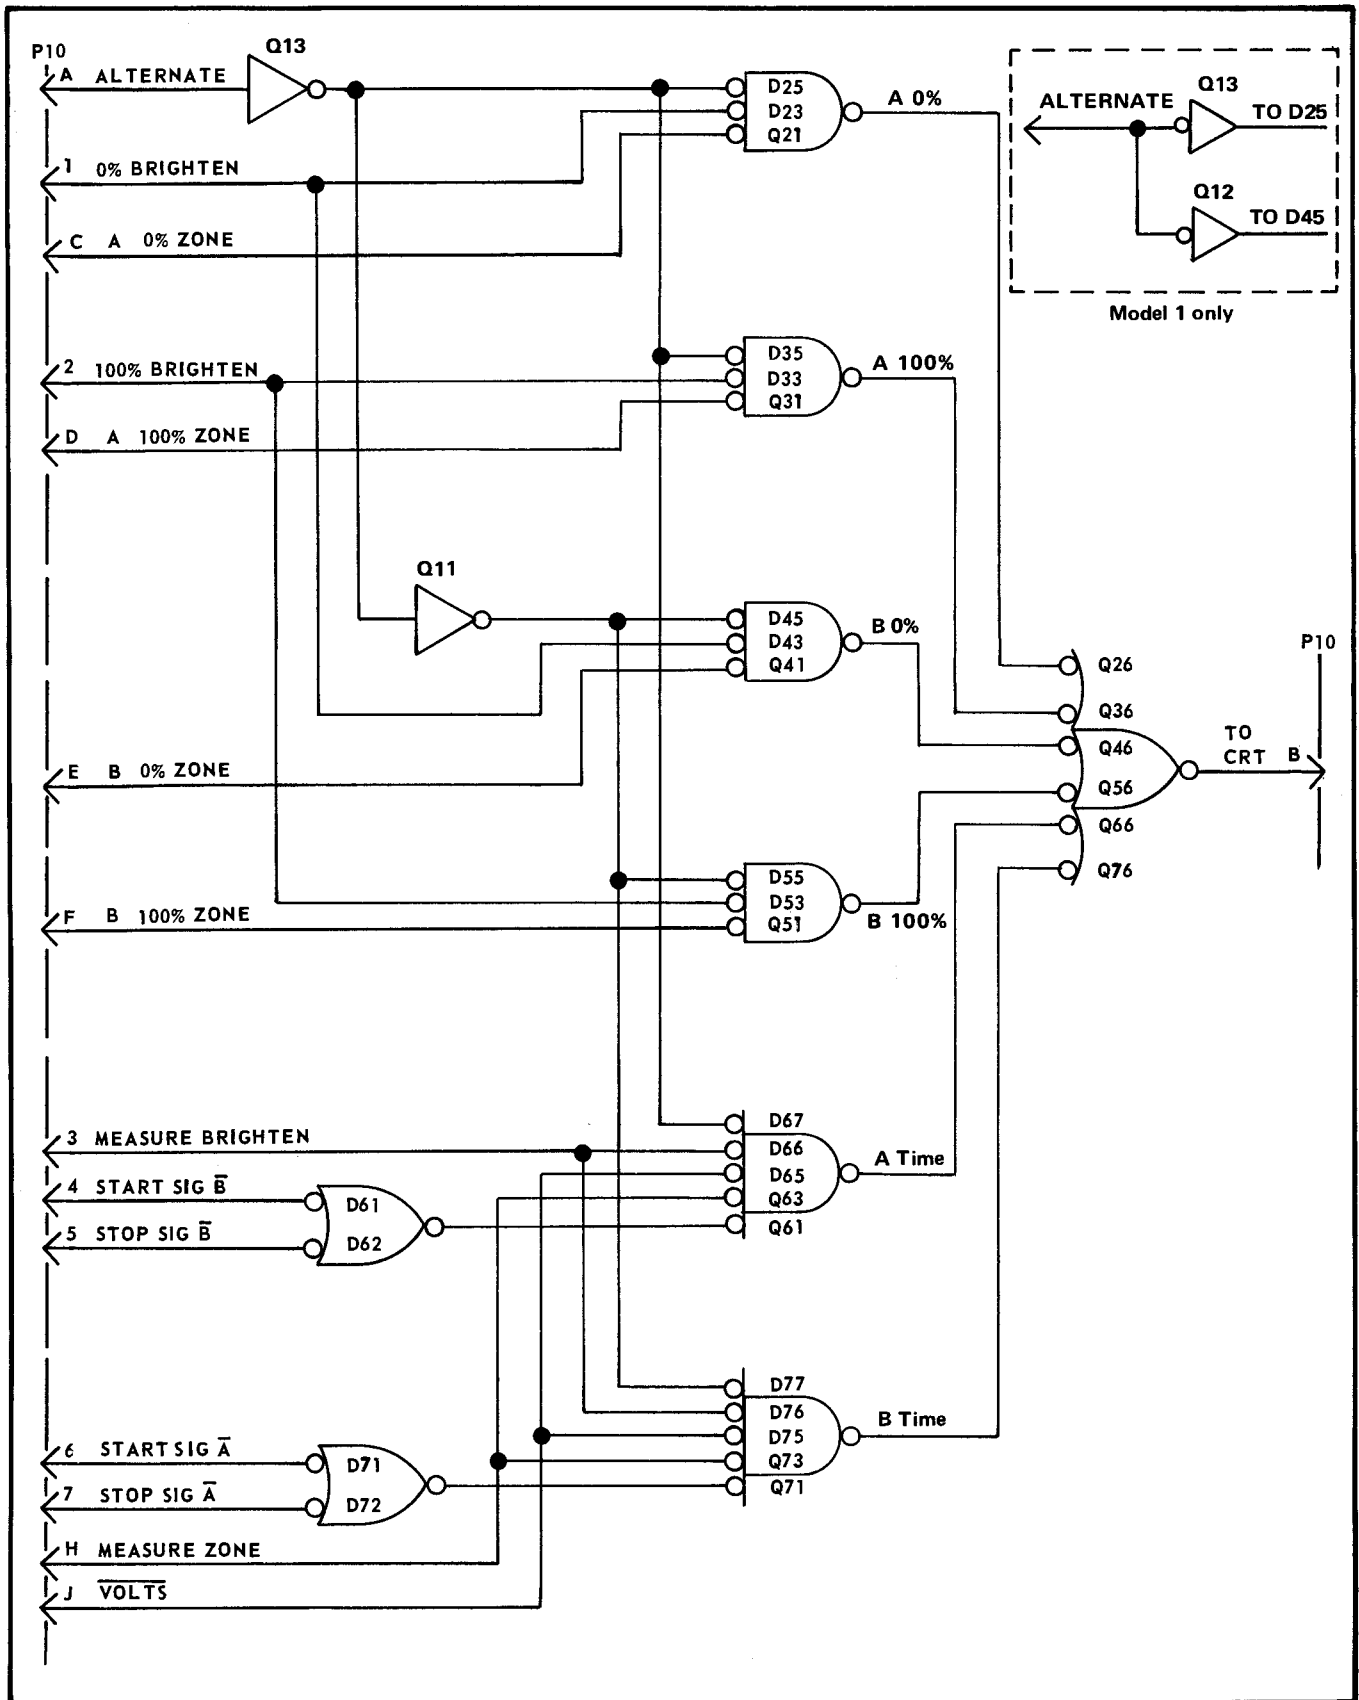 P10
Q13
A ALTERNATE
1 0% BRIGHTEN
C A 0% ZONE
D25
D23
Q21
A 0%
ALTERNATE
Q13
TO D25
Q12
TO D45
Model 1 only
2 100% BRIGHTEN
D A 100% ZONE
D35
D33
Q31
A 100%
Q11
D45
D43
Q41
B 0%
E B 0% ZONE
F B 100% ZONE
D55
D53
Q51
B 100%
Q26
Q36
Q46
Q56
Q66
Q76
P10
TO
CRT B
3 MEASURE BRIGHTEN
4 START SIG B̅
5 STOP SIG B̅
D61
D62
D67
D66
D65
Q63
Q61
A Time
6 START SIG A̅
7 STOP SIG A̅
D71
D72
D77
D76
D75
Q73
Q71
B Time
H MEASURE ZONE
J V̅O̅L̅T̅S̅